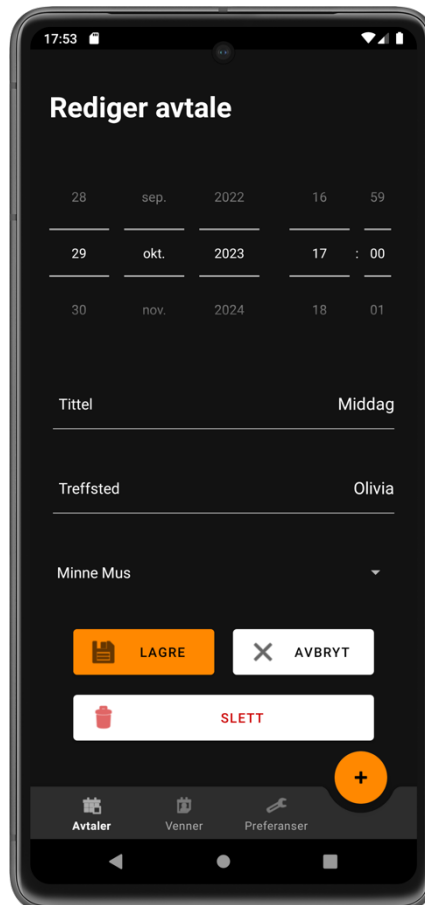 17:53
Rediger avtale
28 sep. 2022 16 59
29 okt. 2023 17 : 00
30 nov. 2024 18 01
Tittel Middag
Treffsted Olivia
Minne Mus
LAGRE AVBRYT
SLETT
+
Avtaler Venner Preferanser